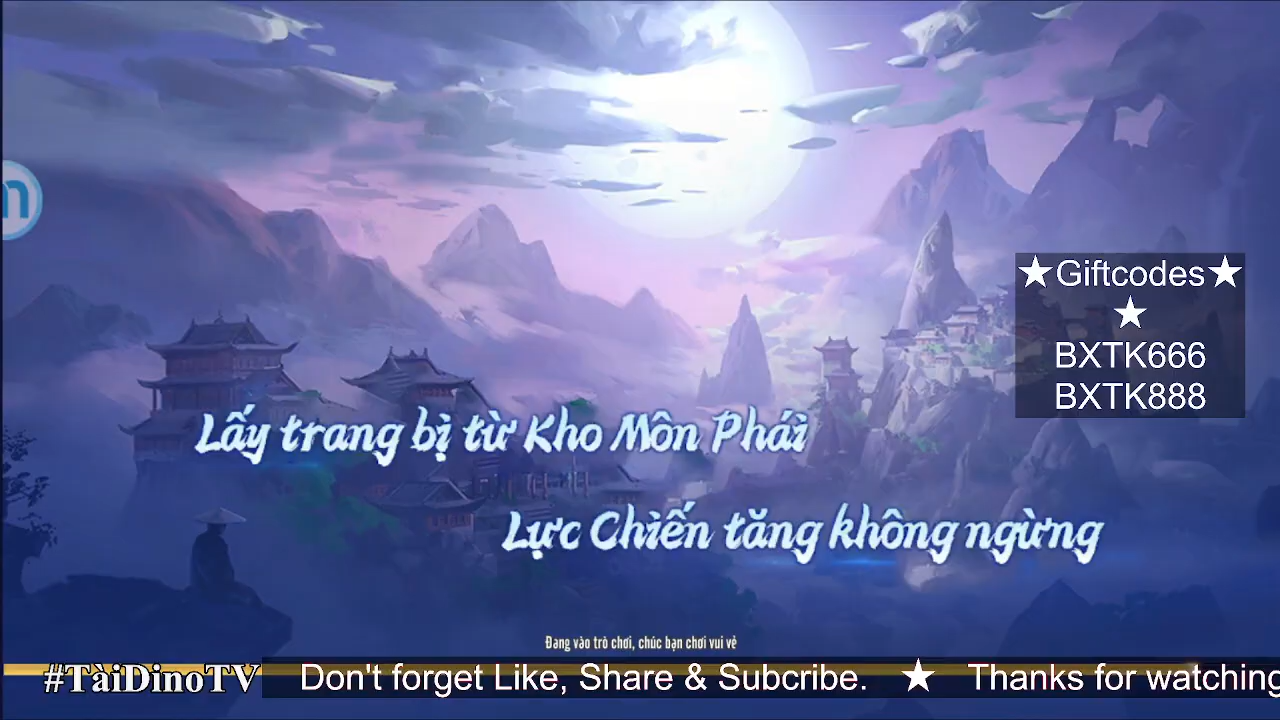 n
★Giftcodes★
★
BXTK666
BXTK888
Lấy trang bị từ Kho Môn Phái
Lực Chiến tăng không ngừng
Đang vào trò chơi, chúc bạn chơi vui vẻ
#TàiDinoTV
Don't forget Like, Share & Subcribe. ★ Thanks for watching